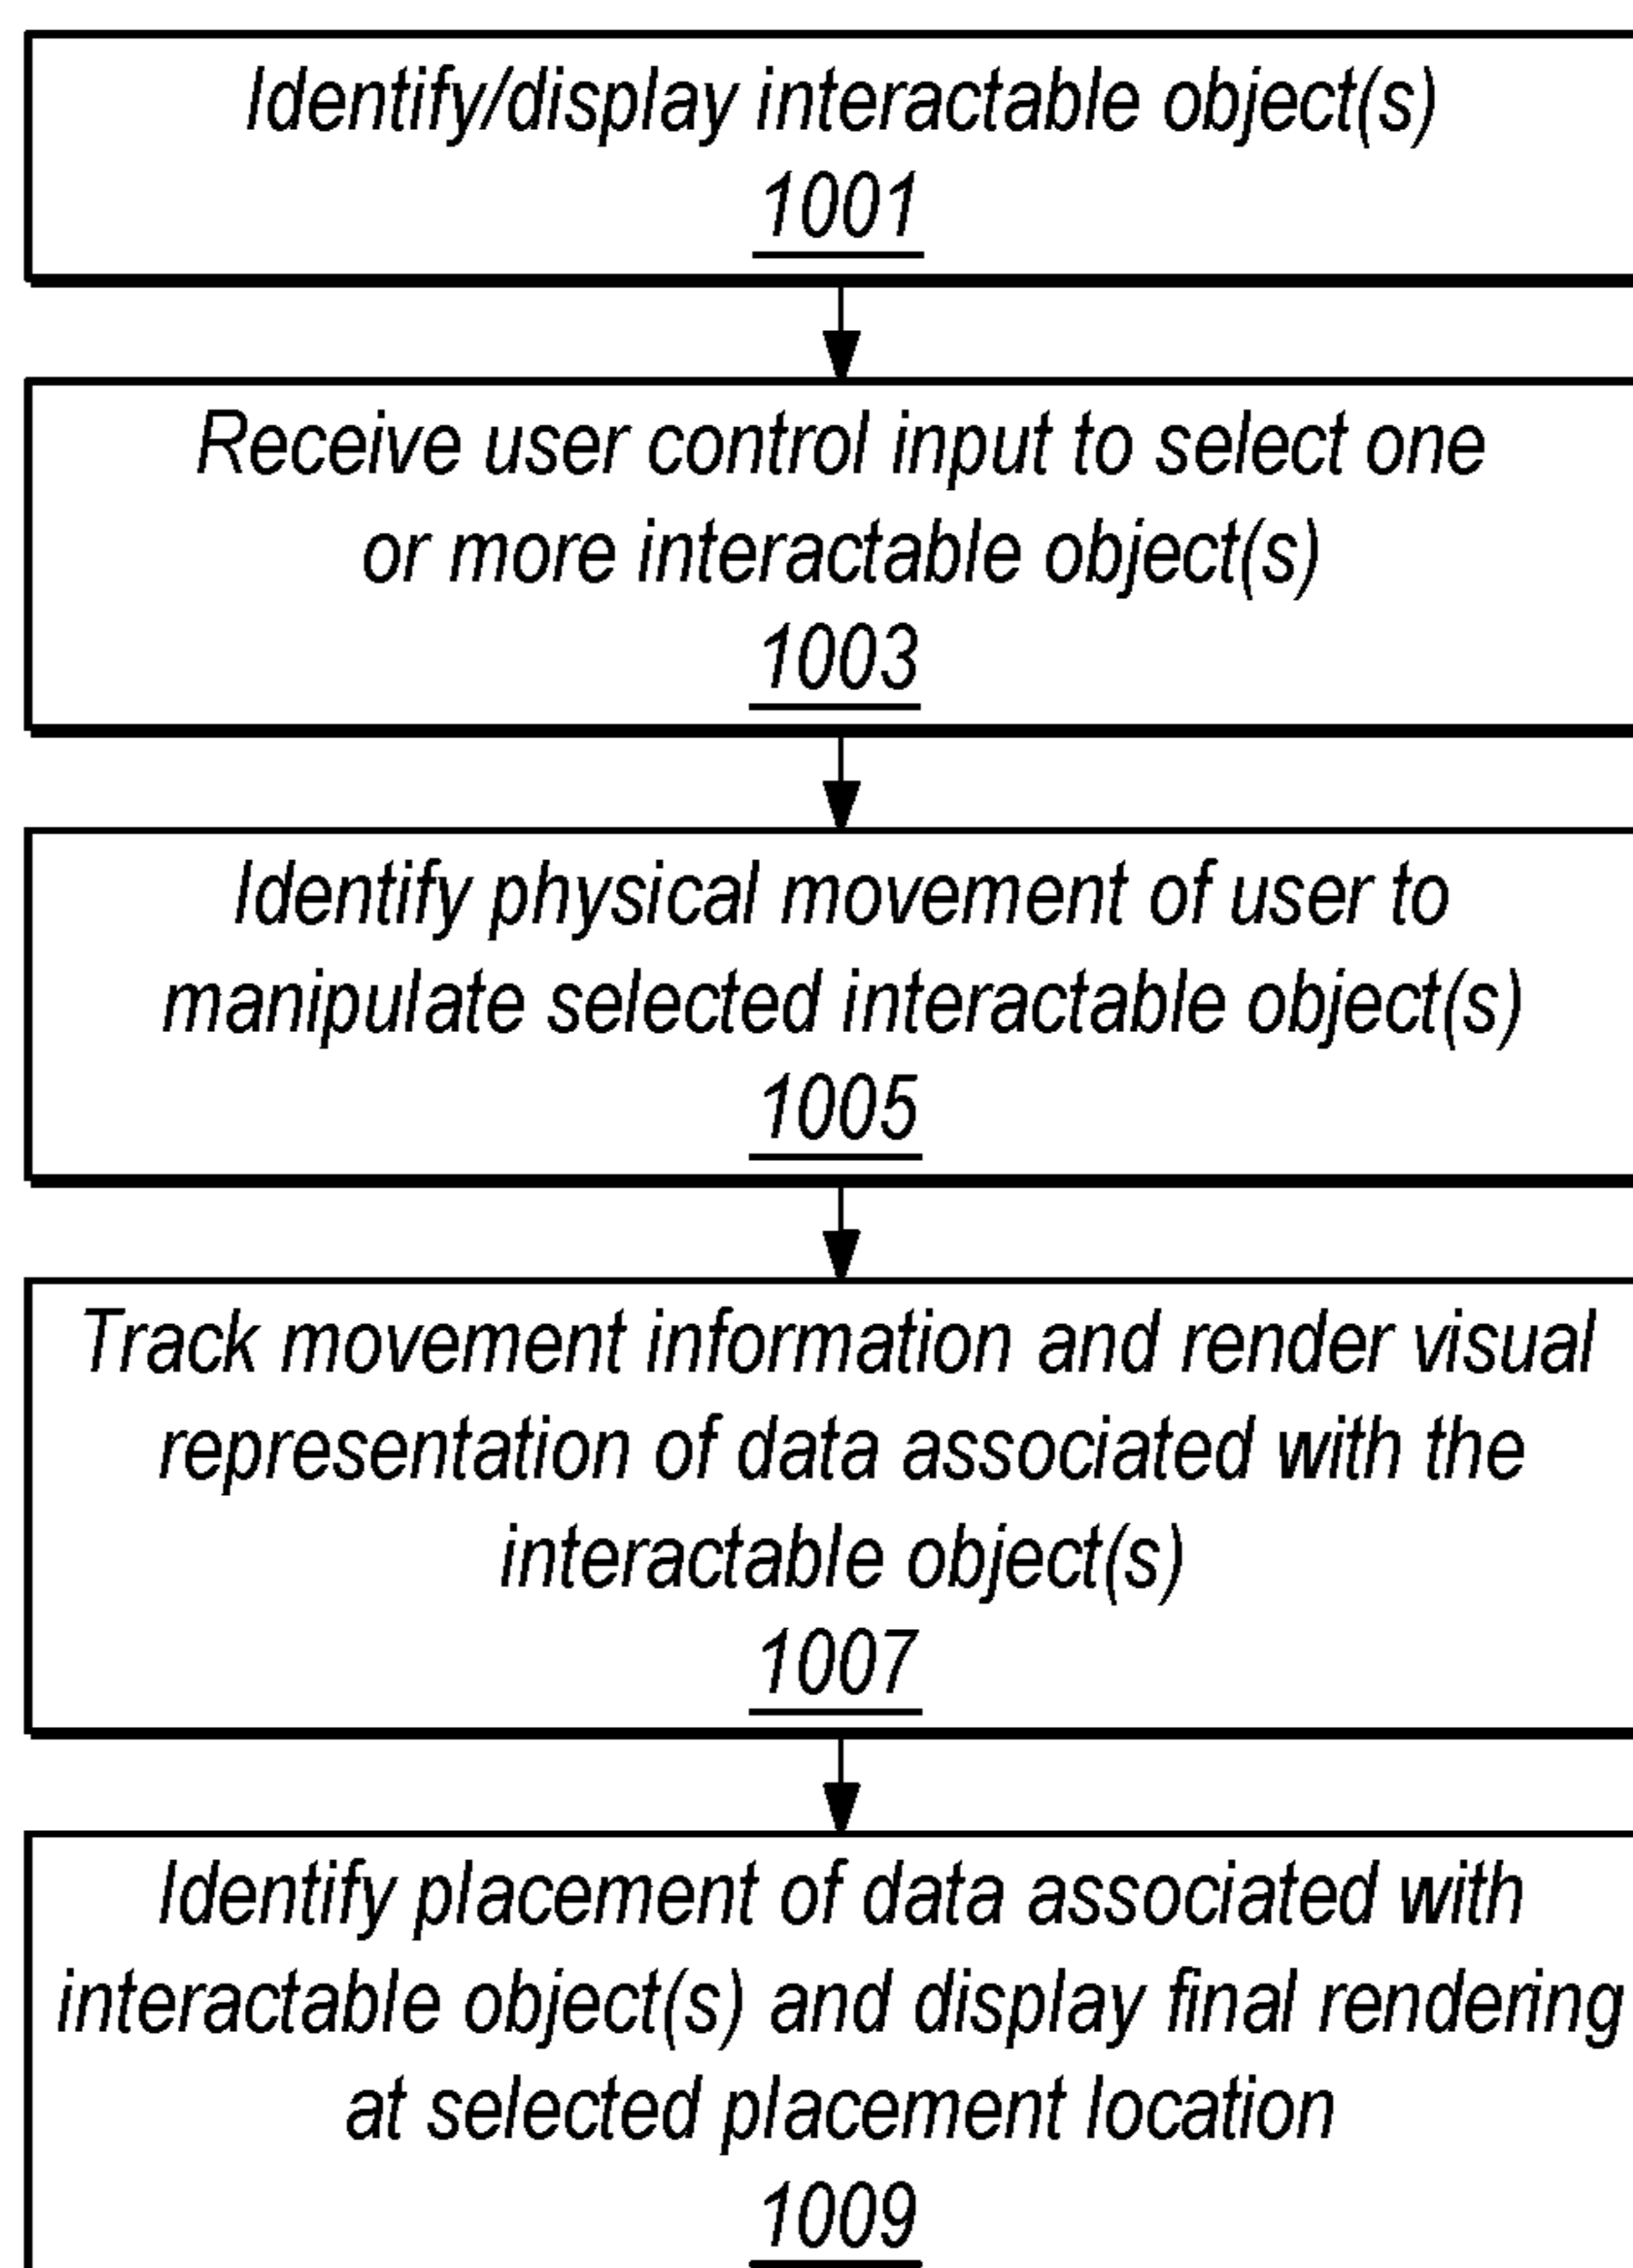 Identify/display interactable object(s)
1001
Receive user control input to select one
or more interactable object(s)
1003
Identify physical movement of user to
manipulate selected interactable object(s)
1005
Track movement information and render visual
representation of data associated with the
interactable object(s)
1007
Identify placement of data associated with
interactable object(s) and display final rendering
at selected placement location
1009